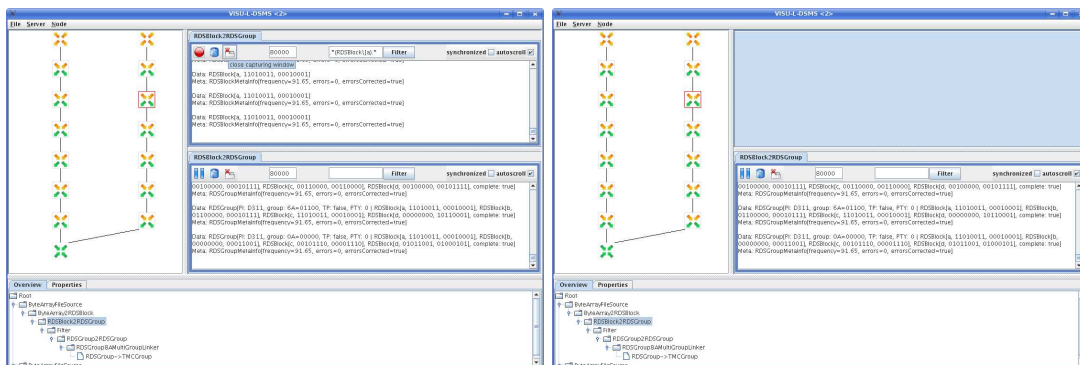 VISU-L-DSMS <2>
File Server Node
RDSBlock2RDSGroup
80000 "(RDSBlock\[a)." Filter synchronized autoscroll
close capturing window
Data: RDSBlock[a, 11010011, 00010001]
Meta: RDSBlockMetaInfo[frequency=91.65, errors=0, errorsCorrected=true]
Data: RDSBlock[a, 11010011, 00010001]
Meta: RDSBlockMetaInfo[frequency=91.65, errors=0, errorsCorrected=true]
Data: RDSBlock[a, 11010011, 00010001]
Meta: RDSBlockMetaInfo[frequency=91.65, errors=0, errorsCorrected=true]
RDSBlock2RDSGroup
80000 Filter synchronized autoscroll
00100000, 00010111], RDSBlock[c, 00110000, 00110000], RDSBlock[d, 00100000, 00101111], complete: true]
Meta: RDSGroupMetaInfo[frequency=91.65, errors=0, errorsCorrected=true]
Data: RDSGroup[PI: D311, group: 6A=01100, TP: false, PTY: 0 | RDSBlock[a, 11010011, 00010001], RDSBlock[b,
01100000, 00010111], RDSBlock[c, 11010011, 00010001], RDSBlock[d, 00000000, 10110001], complete: true]
Meta: RDSGroupMetaInfo[frequency=91.65, errors=0, errorsCorrected=true]
Data: RDSGroup[PI: D311, group: 0A=00000, TP: false, PTY: 0 | RDSBlock[a, 11010011, 00010001], RDSBlock[b,
00000000, 00011001], RDSBlock[c, 00101110, 00001110], RDSBlock[d, 01011001, 01000101], complete: true]
Meta: RDSGroupMetaInfo[frequency=91.65, errors=0, errorsCorrected=true]
Overview Properties
Root
ByteArrayFileSource
ByteArray2RDSBlock
RDSBlock2RDSGroup
Filter
RDSGroup2RDSGroup
RDSGroup8AMultiGroupLinker
RDSGroup->TMCGroup
ByteArrayFileSource
VISU-L-DSMS <2>
File Server Node
RDSBlock2RDSGroup
80000 Filter synchronized autoscroll
00100000, 00010111], RDSBlock[c, 00110000, 00110000], RDSBlock[d, 00100000, 00101111], complete: true]
Meta: RDSGroupMetaInfo[frequency=91.65, errors=0, errorsCorrected=true]
Data: RDSGroup[PI: D311, group: 6A=01100, TP: false, PTY: 0 | RDSBlock[a, 11010011, 00010001], RDSBlock[b,
01100000, 00010111], RDSBlock[c, 11010011, 00010001], RDSBlock[d, 00000000, 10110001], complete: true]
Meta: RDSGroupMetaInfo[frequency=91.65, errors=0, errorsCorrected=true]
Data: RDSGroup[PI: D311, group: 0A=00000, TP: false, PTY: 0 | RDSBlock[a, 11010011, 00010001], RDSBlock[b,
00000000, 00011001], RDSBlock[c, 00101110, 00001110], RDSBlock[d, 01011001, 01000101], complete: true]
Meta: RDSGroupMetaInfo[frequency=91.65, errors=0, errorsCorrected=true]
Overview Properties
Root
ByteArrayFileSource
ByteArray2RDSBlock
RDSBlock2RDSGroup
Filter
RDSGroup2RDSGroup
RDSGroup8AMultiGroupLinker
RDSGroup->TMCGroup
ByteArrayFileSource